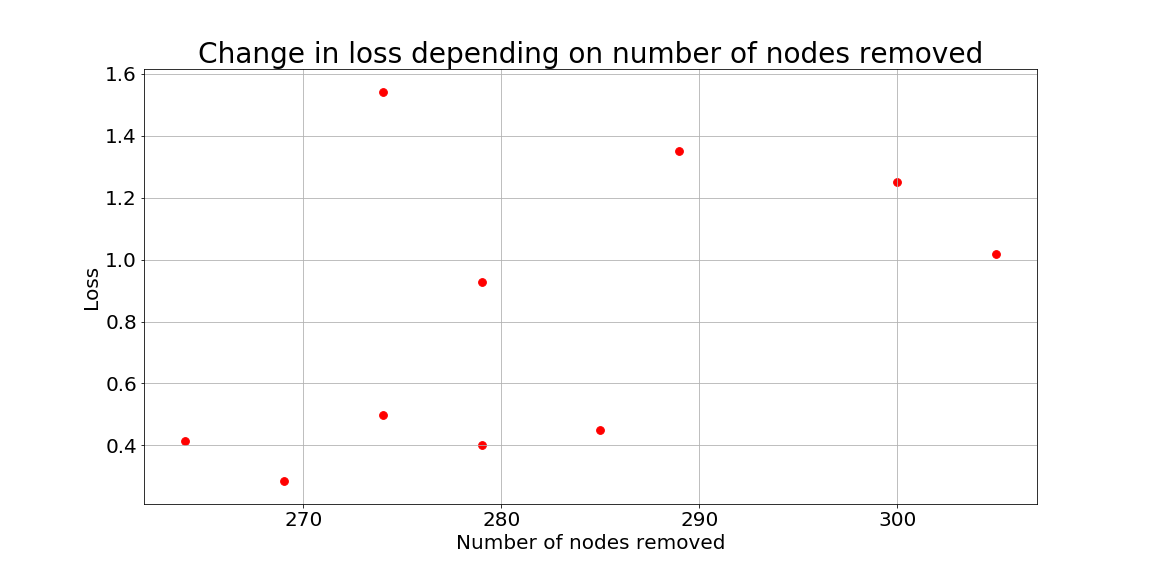 Change in loss depending on number of nodes removed
1.6
1.4
1.2
1.0
0.8
0.6
0.4
Loss
270 280 290 300
Number of nodes removed